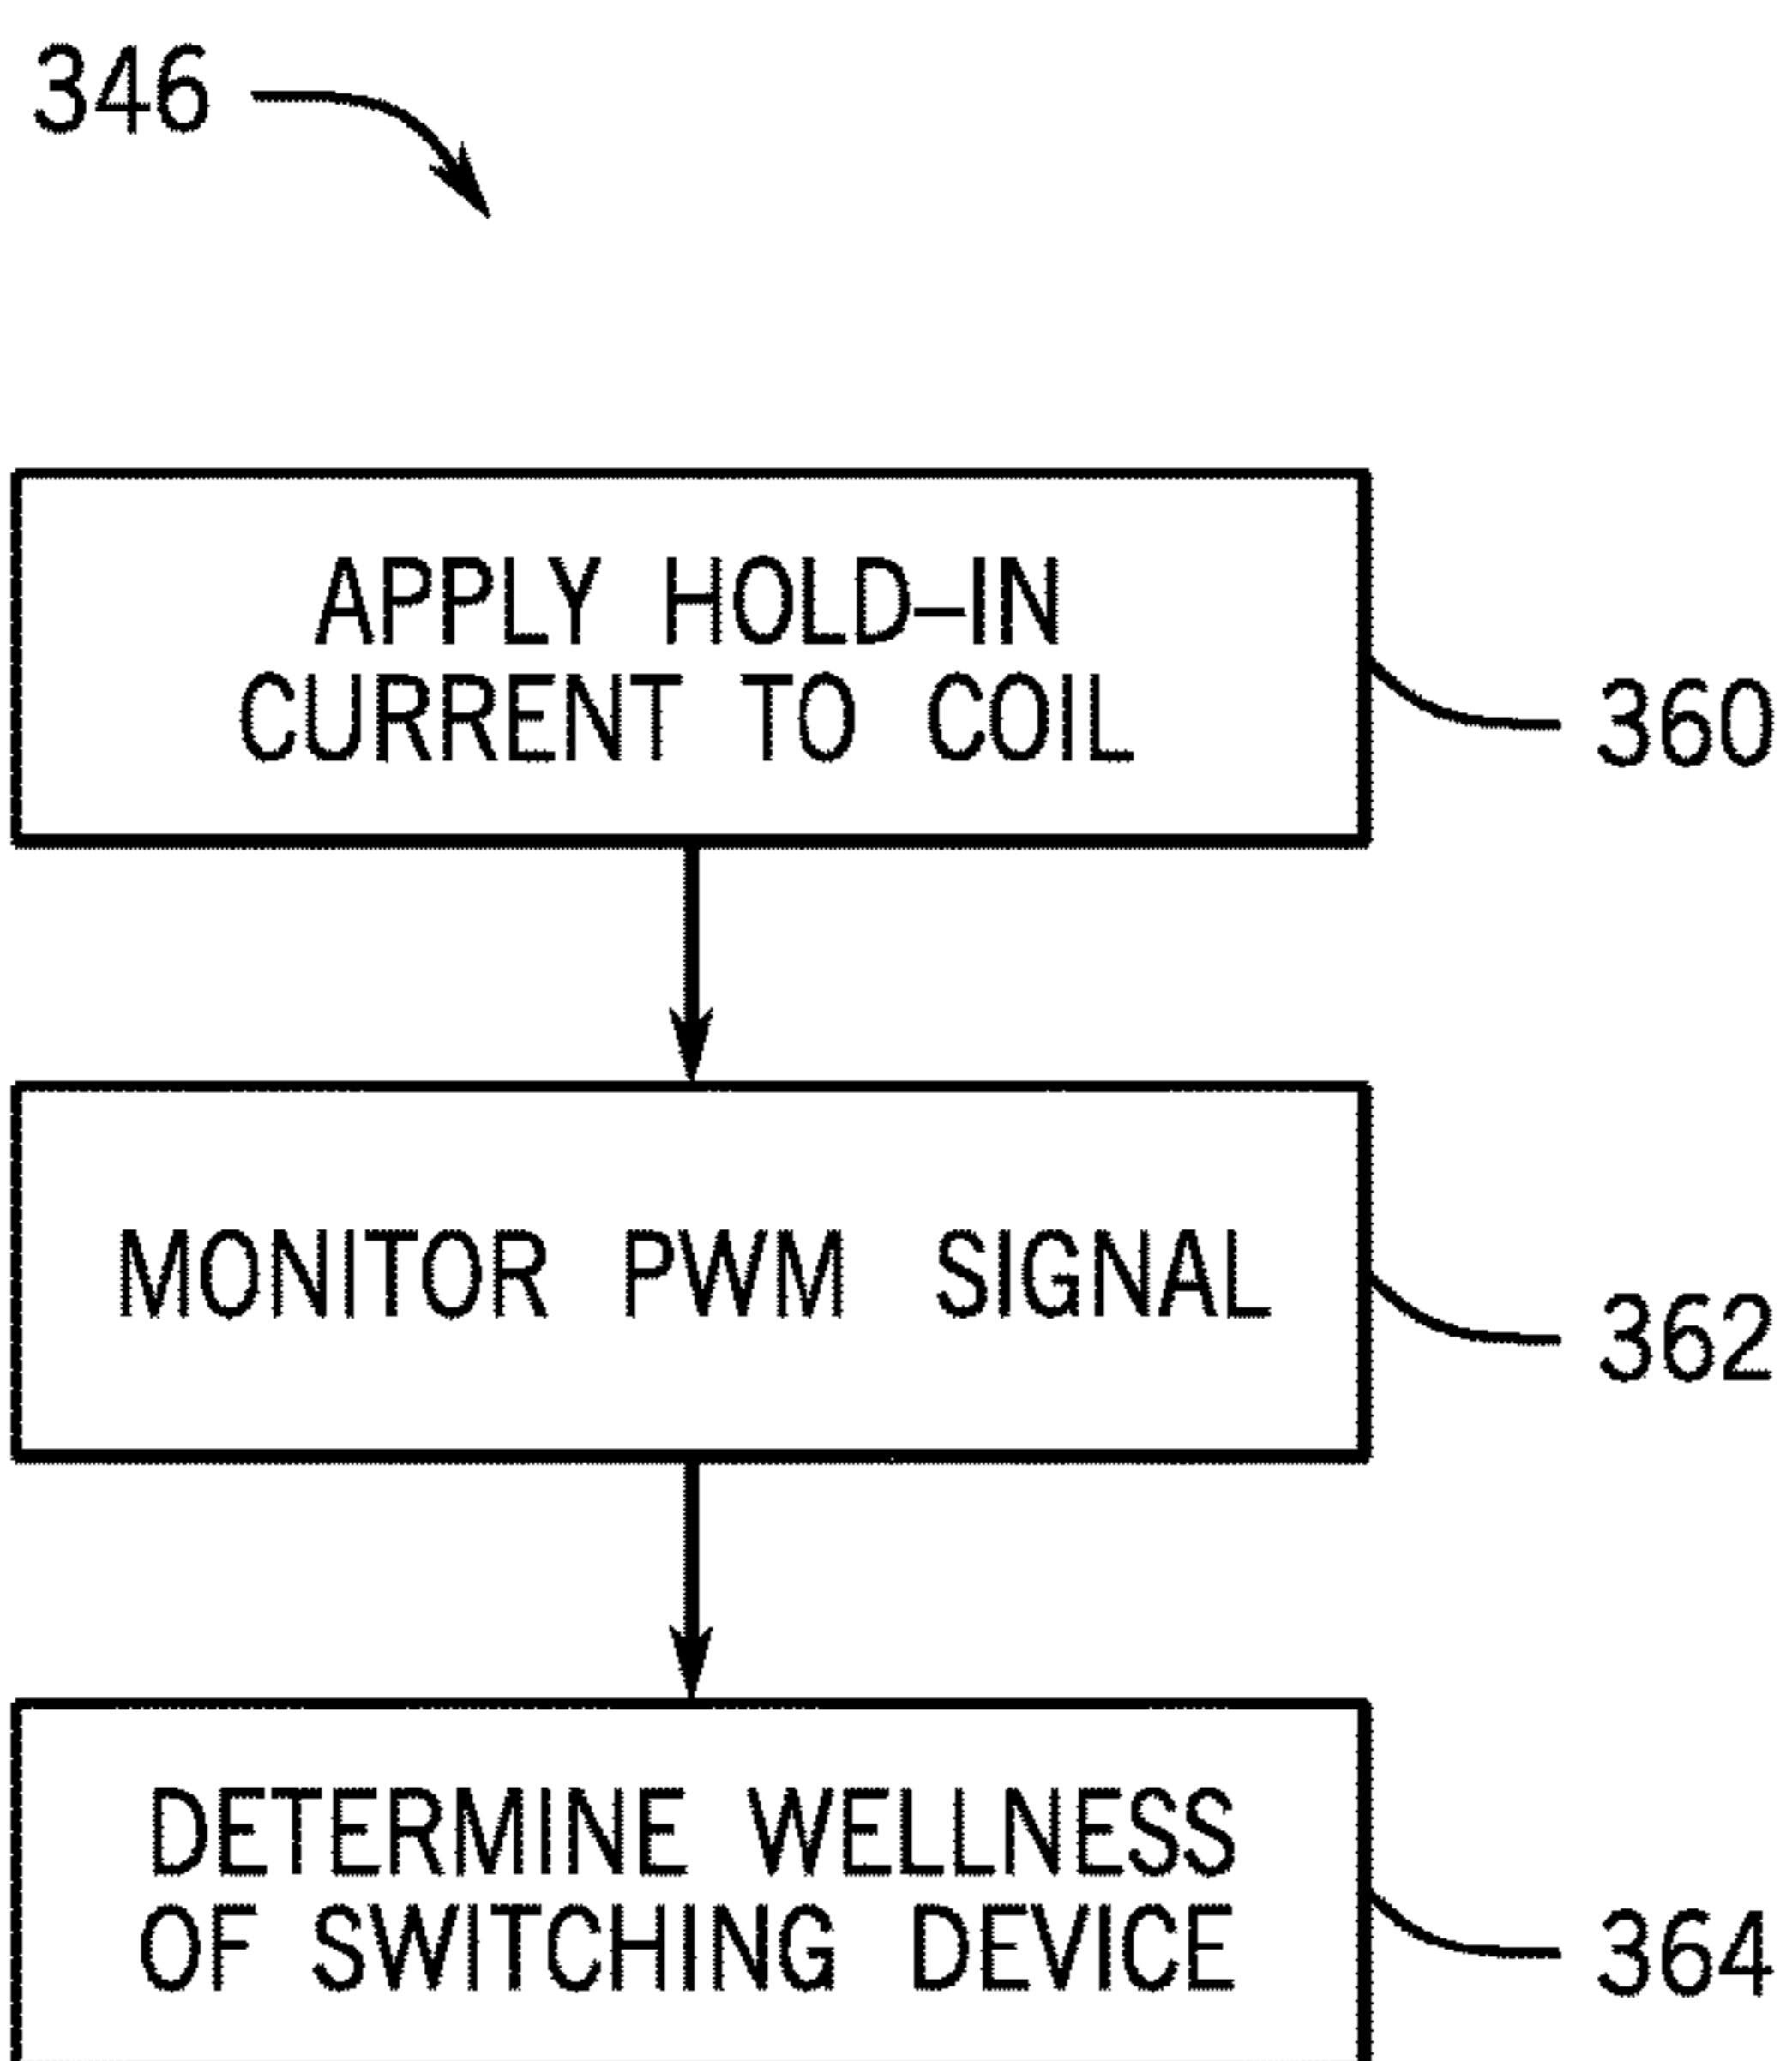 346
APPLY HOLD–IN
CURRENT TO COIL
360
MONITOR PWM SIGNAL
362
DETERMINE WELLNESS
OF SWITCHING DEVICE
364